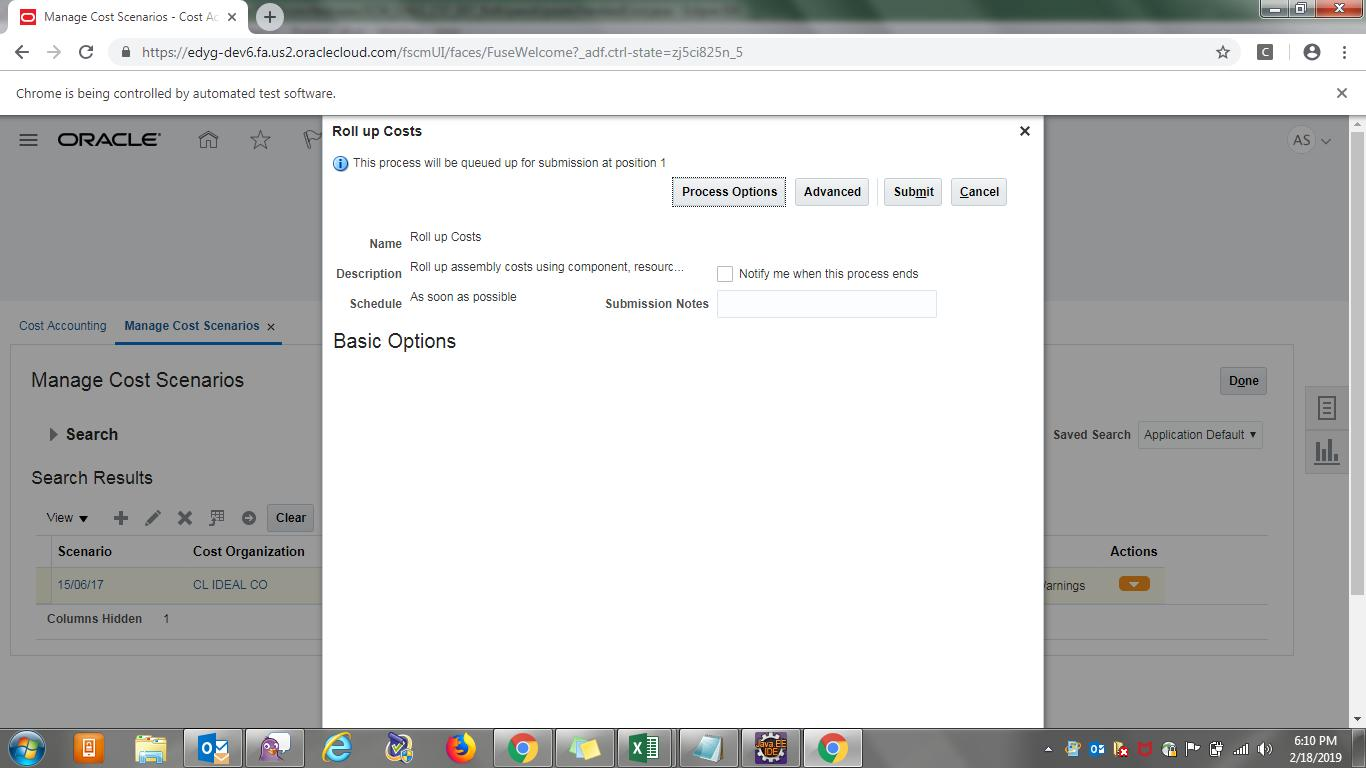 Manage Cost Scenarios - Cost Ac
https://edyg-dev6.fa.us2.oraclecloud.com/fscmUI/faces/FuseWelcome?_adf.ctrl-state=zj5ci825n_5
C
Chrome is being controlled by automated test software.
ORACLE
AS
Roll up Costs
This process will be queued up for submission at position 1
Process Options Advanced Submit Cancel
Name Roll up Costs
Description Roll up assembly costs using component, resourc...
Notify me when this process ends
Schedule As soon as possible
Submission Notes
Basic Options
Cost Accounting Manage Cost Scenarios
Manage Cost Scenarios
Done
Search
Saved Search Application Default
Search Results
View Clear
Scenario Cost Organization Actions
15/06/17 CL IDEAL CO Warnings
Columns Hidden 1
Java EE
IDE
6:10 PM
2/18/2019